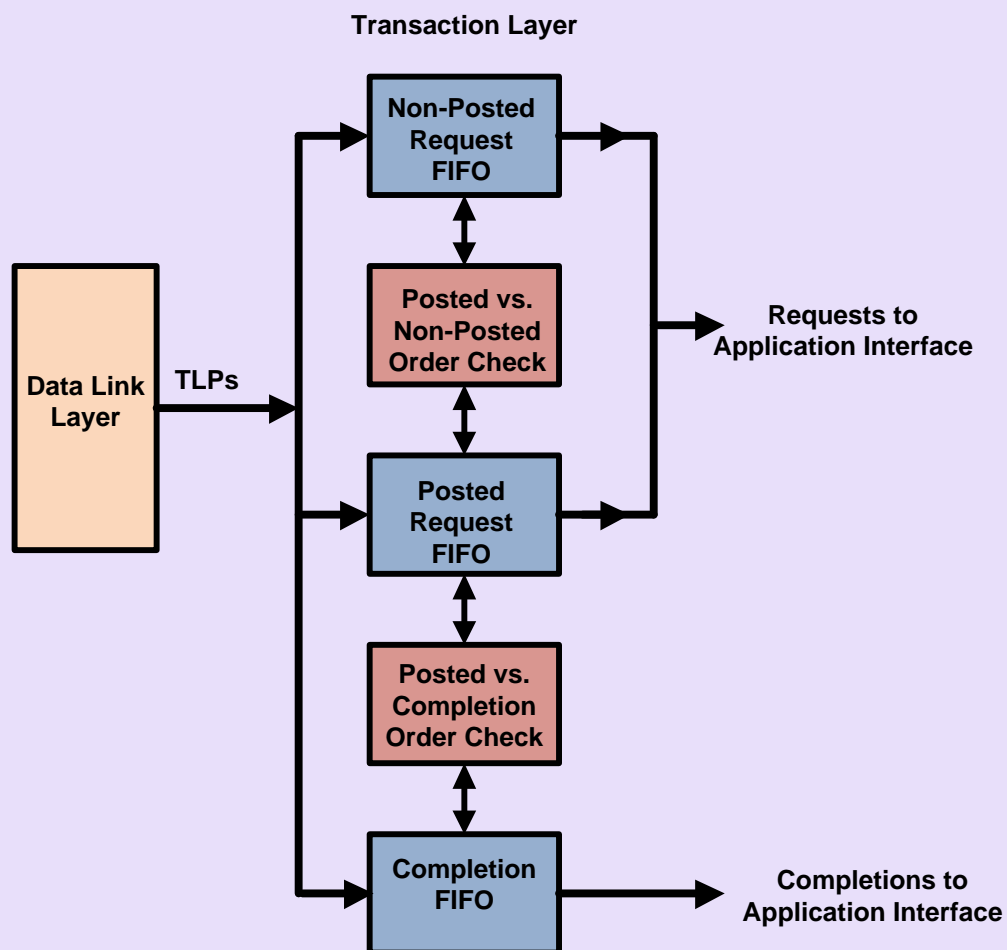 Transaction Layer
Non-Posted
Request
FIFO
Posted vs.
Non-Posted
Order Check
Requests to
Application Interface
Data Link
Layer
TLPs
Posted
Request
FIFO
Posted vs.
Completion
Order Check
Completion
FIFO
Completions to
Application Interface